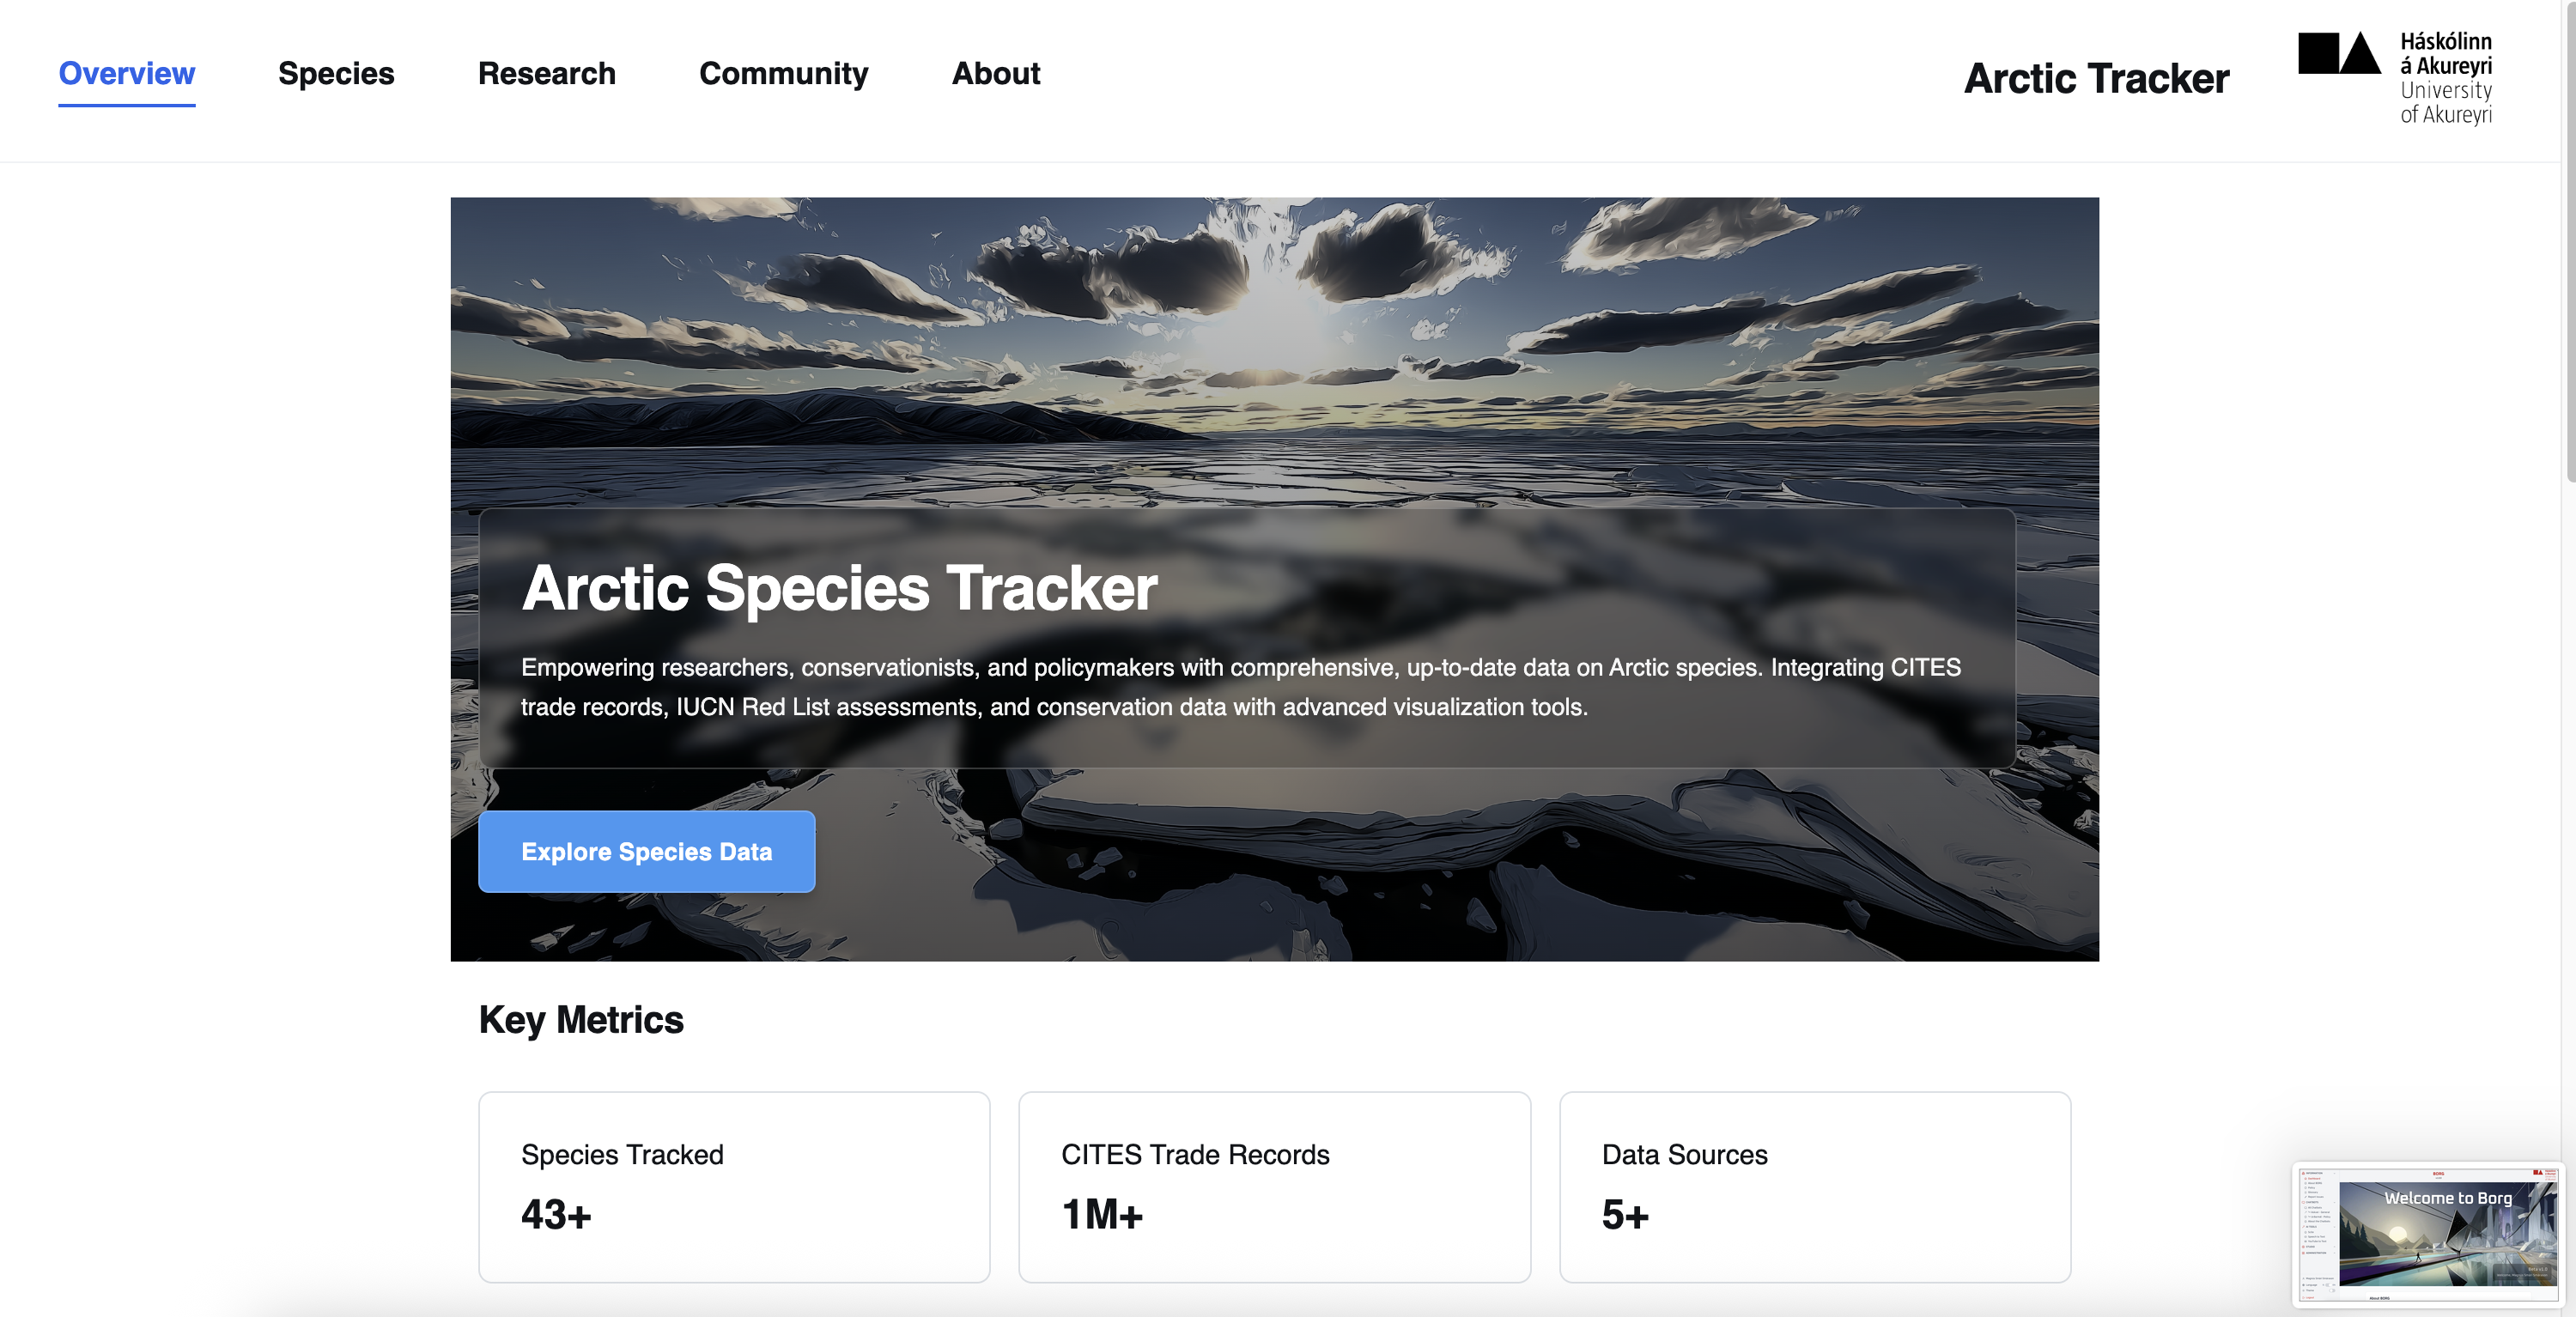 Overview
Species
Research
Community
About
Arctic Tracker
Háskólinn
á Akureyri
University
of Akureyri
Arctic Species Tracker
Empowering researchers, conservationists, and policymakers with comprehensive, up-to-date data on Arctic species. Integrating CITES
trade records, IUCN Red List assessments, and conservation data with advanced visualization tools.
Explore Species Data
Key Metrics
Species Tracked
43+
CITES Trade Records
1M+
Data Sources
5+
BORG
Welcome to Borg
About BORG